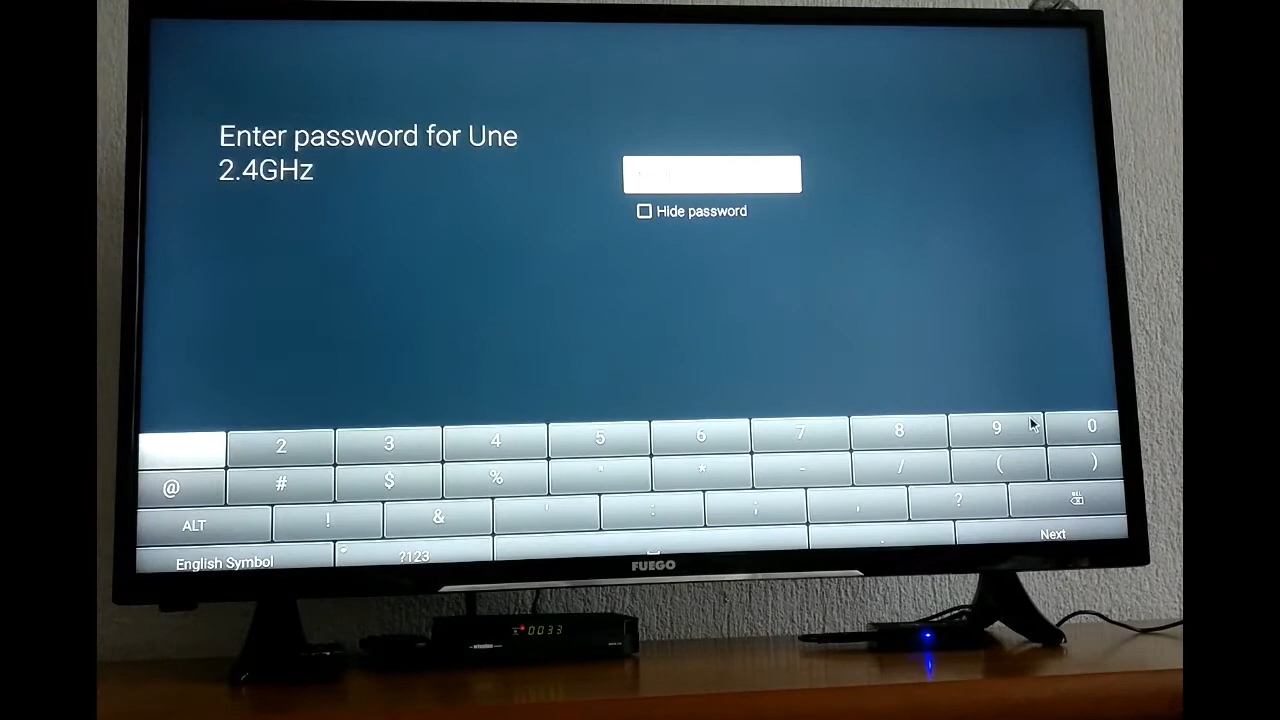 Enter password for Une
2.4GHz
Hide password
2 3 4 5 6 7 8 9 0
@ # $ % " * - / ( )
ALT ! & ' : ; , ? DEL
English Symbol ?123 . Next
FUEGO
0033